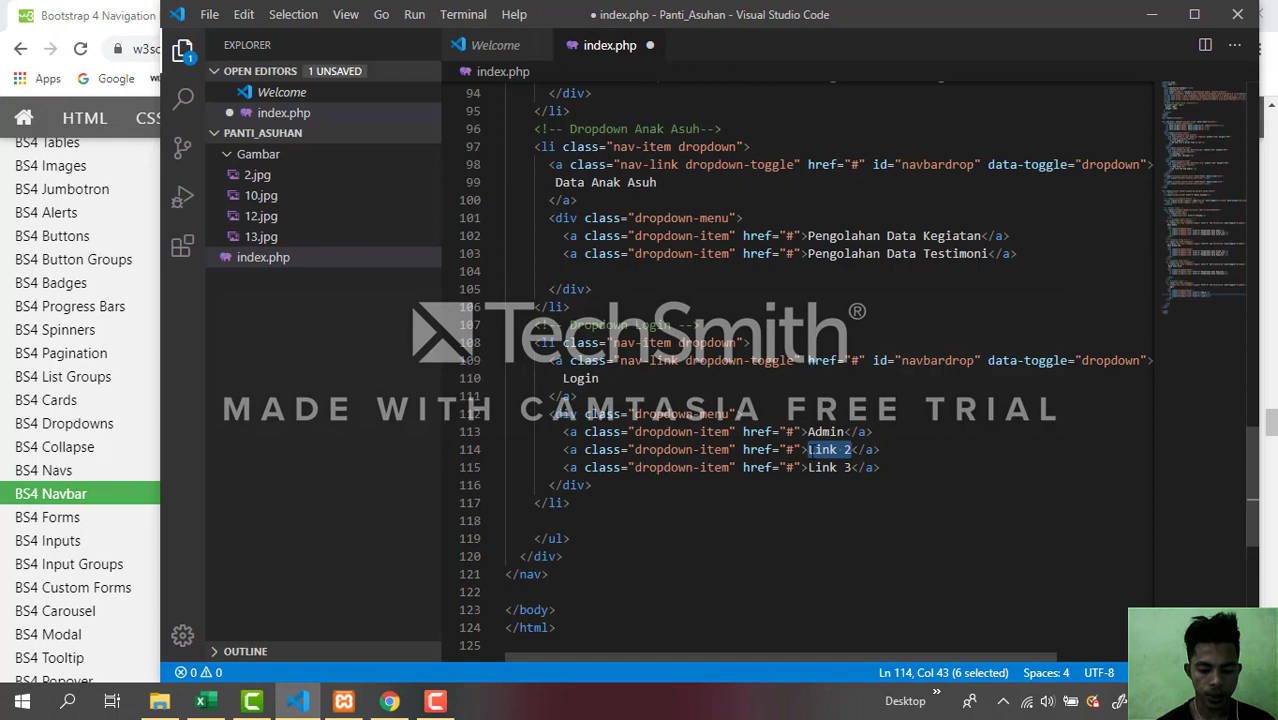 Bootstrap 4 Navigation
w3sc
Apps
Google
HTML
CSS
BS4 Tables
BS4 Images
BS4 Jumbotron
BS4 Alerts
BS4 Buttons
BS4 Button Groups
BS4 Badges
BS4 Progress Bars
BS4 Spinners
BS4 Pagination
BS4 List Groups
BS4 Cards
BS4 Dropdowns
BS4 Collapse
BS4 Navs
BS4 Navbar
BS4 Forms
BS4 Inputs
BS4 Input Groups
BS4 Custom Forms
BS4 Carousel
BS4 Modal
BS4 Tooltip
BS4 Popover
File Edit Selection View Go Run Terminal Help
● index.php - Panti_Asuhan - Visual Studio Code
EXPLORER
OPEN EDITORS 1 UNSAVED
Welcome
index.php
PANTI_ASUHAN
Gambar
2.jpg
10.jpg
12.jpg
13.jpg
index.php
OUTLINE
Welcome
index.php
index.php
94 </div>
95 </li>
96 <!-- Dropdown Anak Asuh-->
97 <li class="nav-item dropdown">
98 <a class="nav-link dropdown-toggle" href="#" id="navbardrop" data-toggle="dropdown">
99 Data Anak Asuh
100 </a>
101 <div class="dropdown-menu">
102 <a class="dropdown-item" href="#">Pengolahan Data Kegiatan</a>
103 <a class="dropdown-item" href="#">Pengolahan Data Testimoni</a>
104
105 </div>
106 </li>
107 <!-- Dropdown Login -->
108 <li class="nav-item dropdown">
109 <a class="nav-link dropdown-toggle" href="#" id="navbardrop" data-toggle="dropdown">
110 Login
111 </a>
112 <div class="dropdown-menu">
113 <a class="dropdown-item" href="#">Admin</a>
114 <a class="dropdown-item" href="#">Link 2</a>
115 <a class="dropdown-item" href="#">Link 3</a>
116 </div>
117 </li>
118
119 </ul>
120 </div>
121 </nav>
122
123 </body>
124 </html>
125
TechSmith®
MADE WITH CAMTASIA FREE TRIAL
0 0
Ln 114, Col 43 (6 selected) Spaces: 4 UTF-8
Desktop